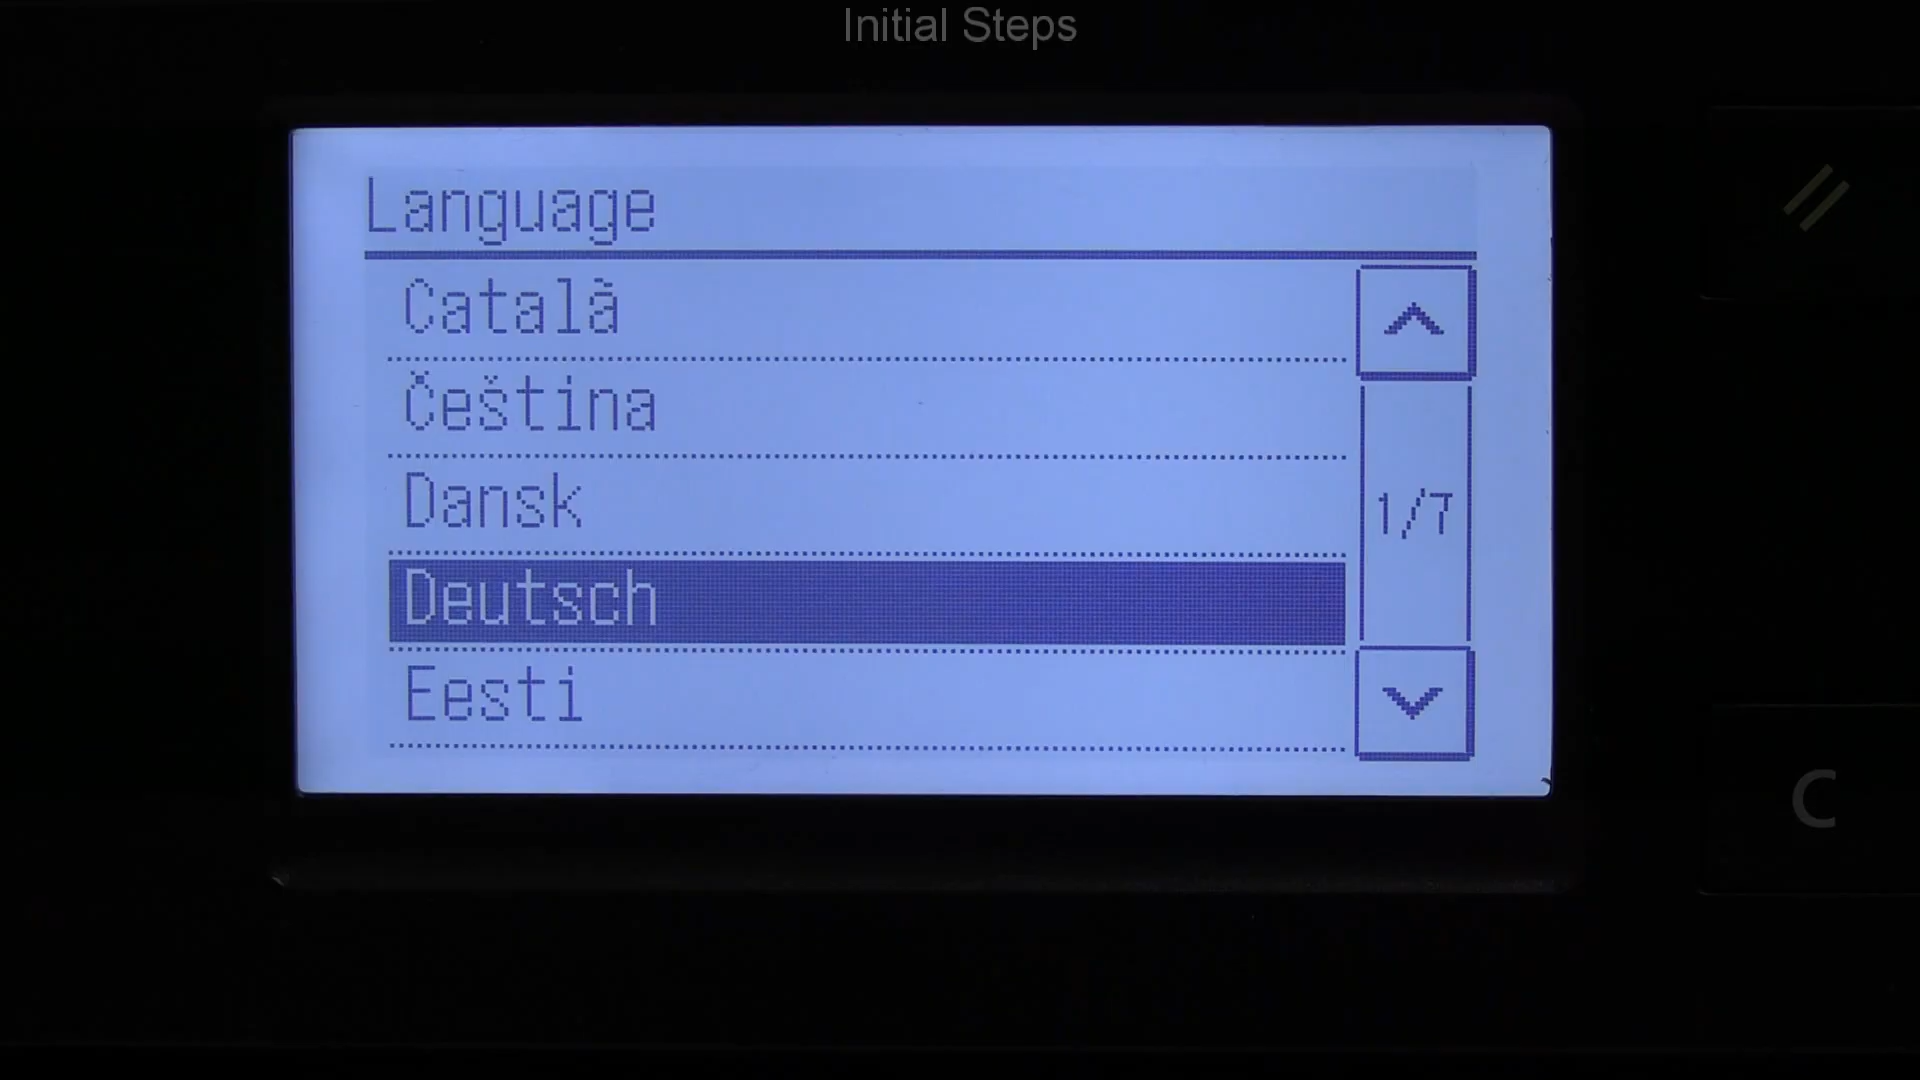 Initial Steps
Language
Català
Čeština
Dansk
1/7
Deutsch
Eesti
C